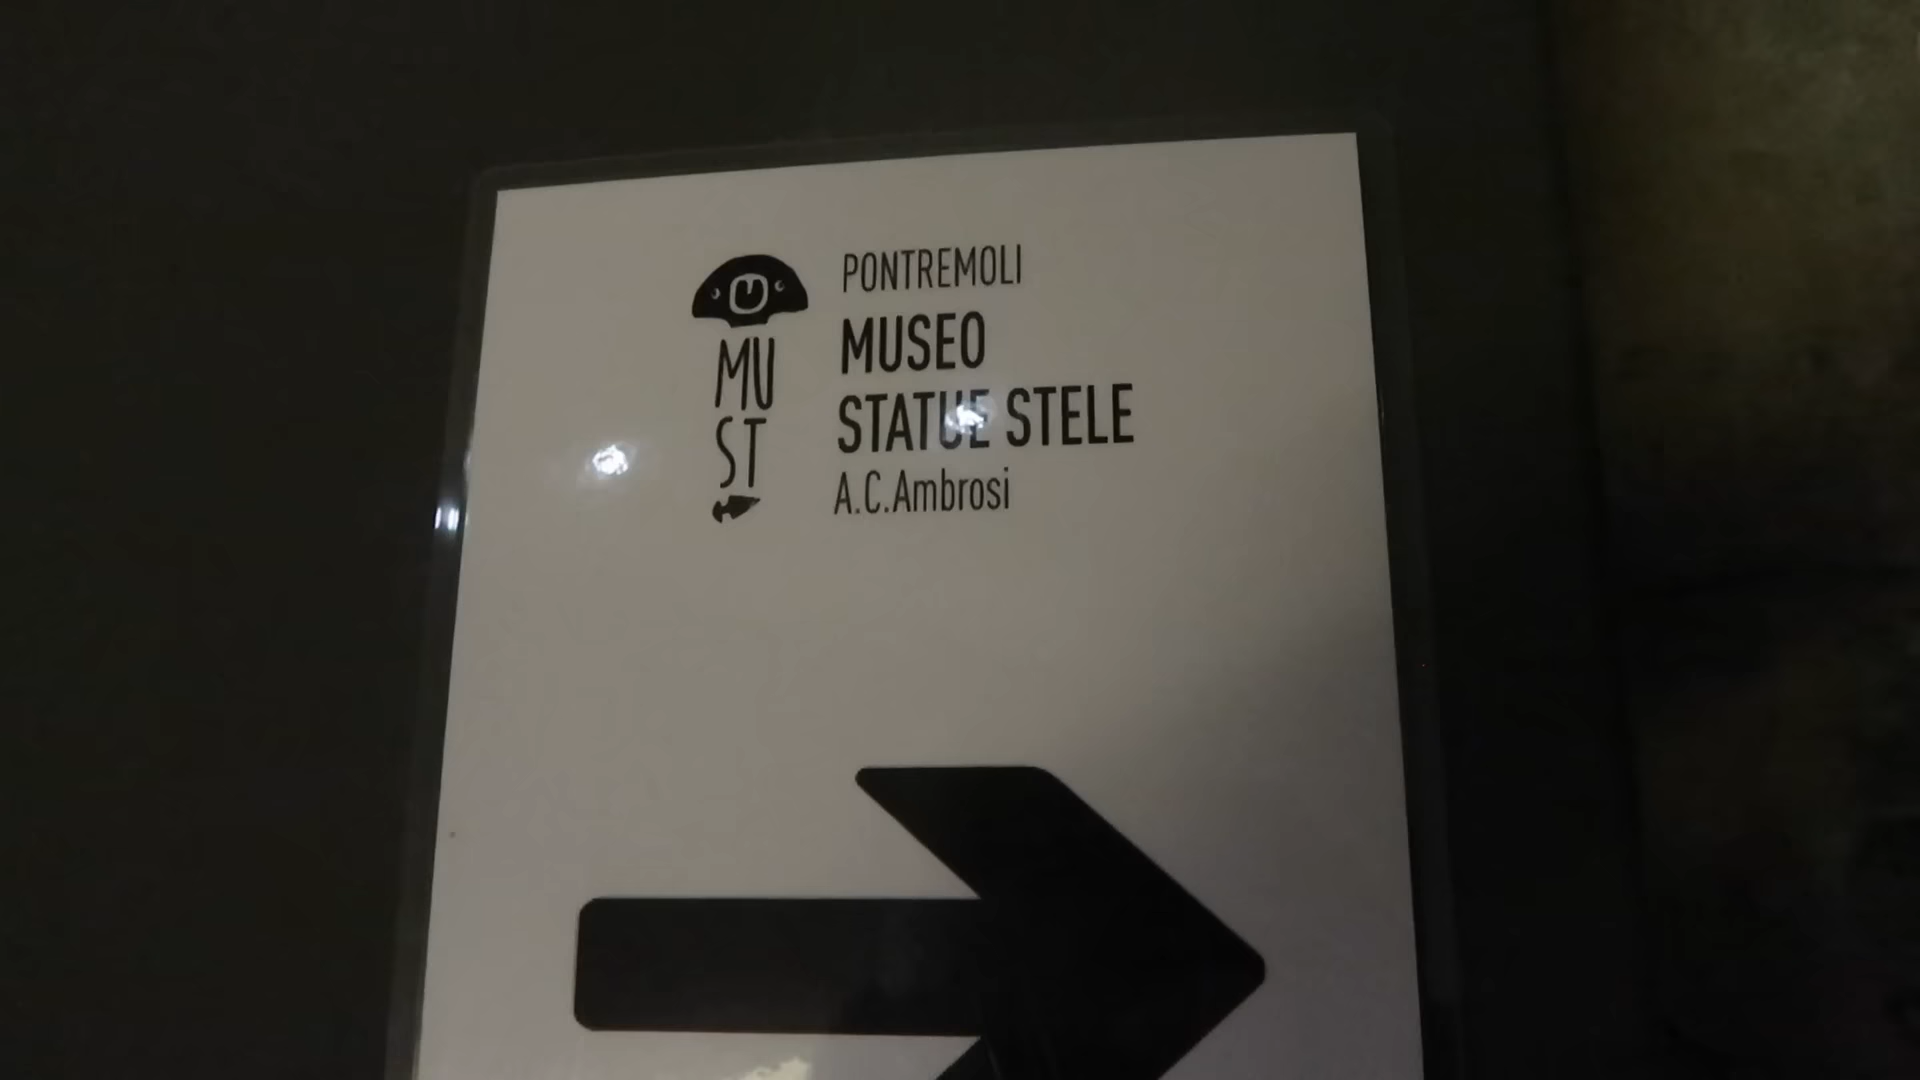 PONTREMOLI
MUSEO
STATUE STELE
A.C.Ambrosi
MU
ST